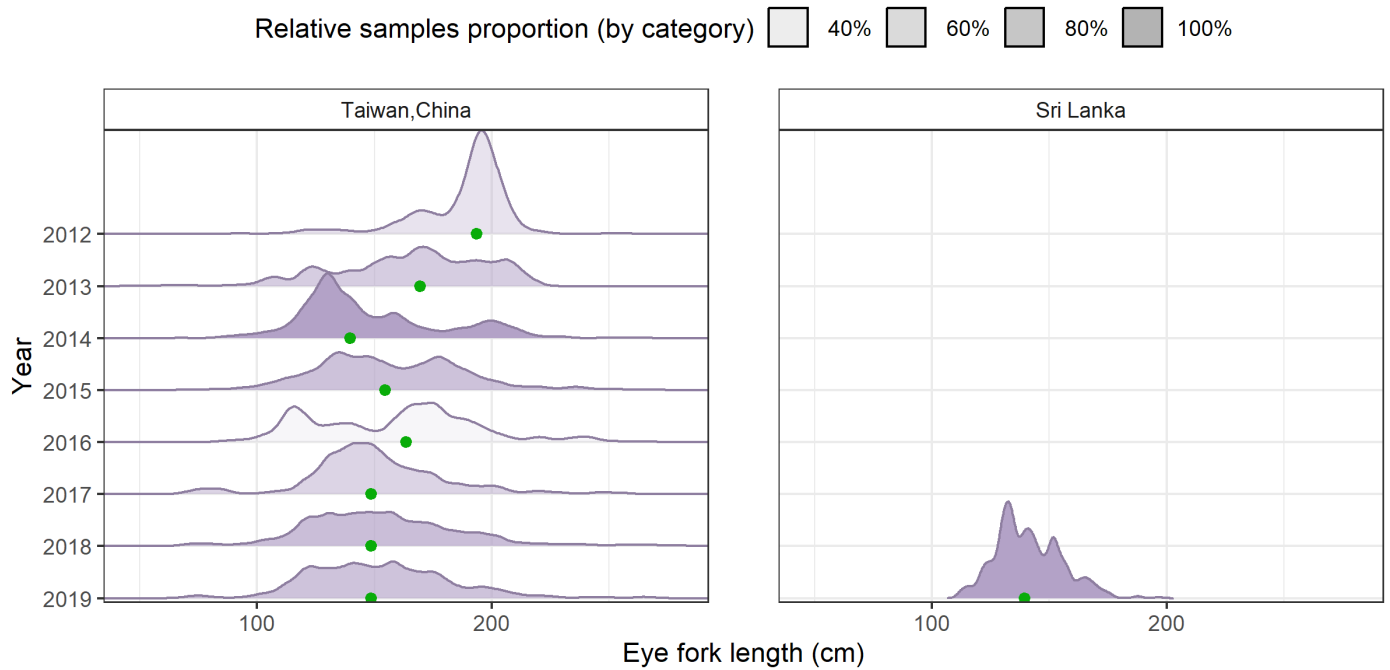 Relative samples proportion (by category) 40% 60% 80% 100%
Taiwan,China
Sri Lanka
Year
2012
2013
2014
2015
2016
2017
2018
2019
100 200
100 200
Eye fork length (cm)